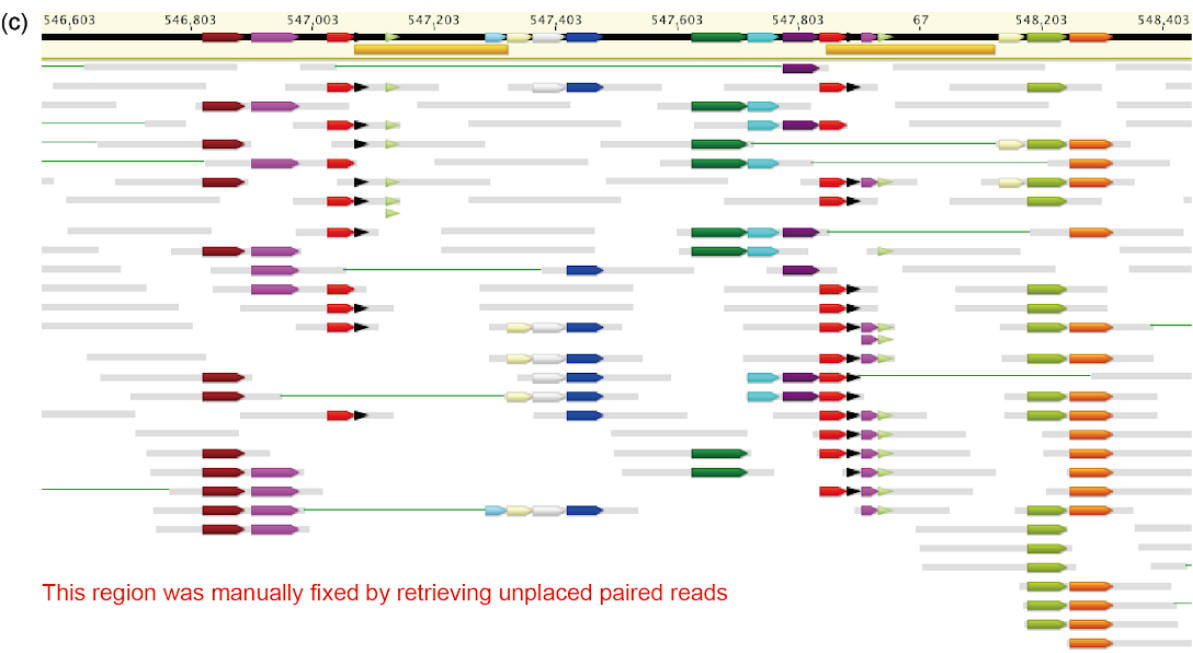 (c)
546,603 546,803 547,003 547,203 547,403 547,603 547,803 67 548,203 548,403
This region was manually fixed by retrieving unplaced paired reads